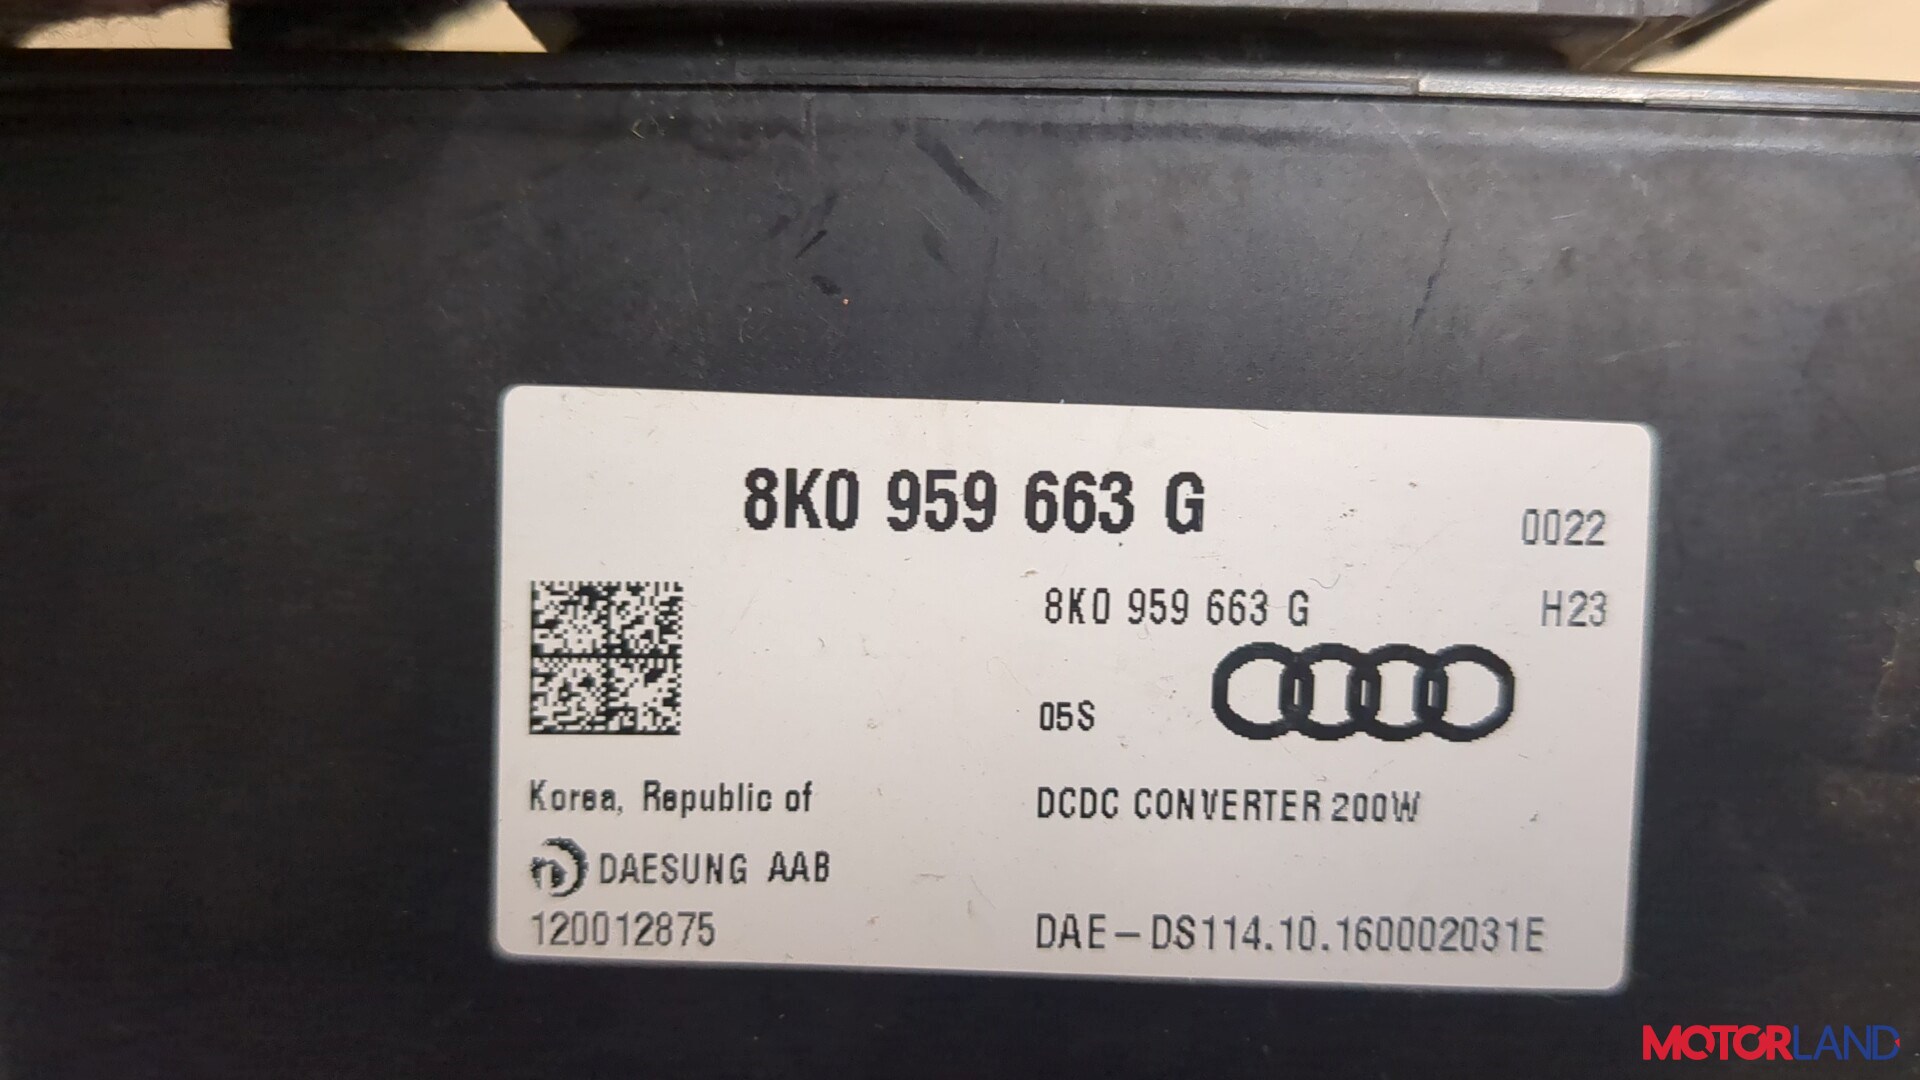 8K0 959 663 G
0022
8K0 959 663 G
H23
05S
Korea, Republic of
DCDC CONVERTER 200W
DAESUNG AAB
120012875
DAE-DS114.10.160002031E
MOTORLAND